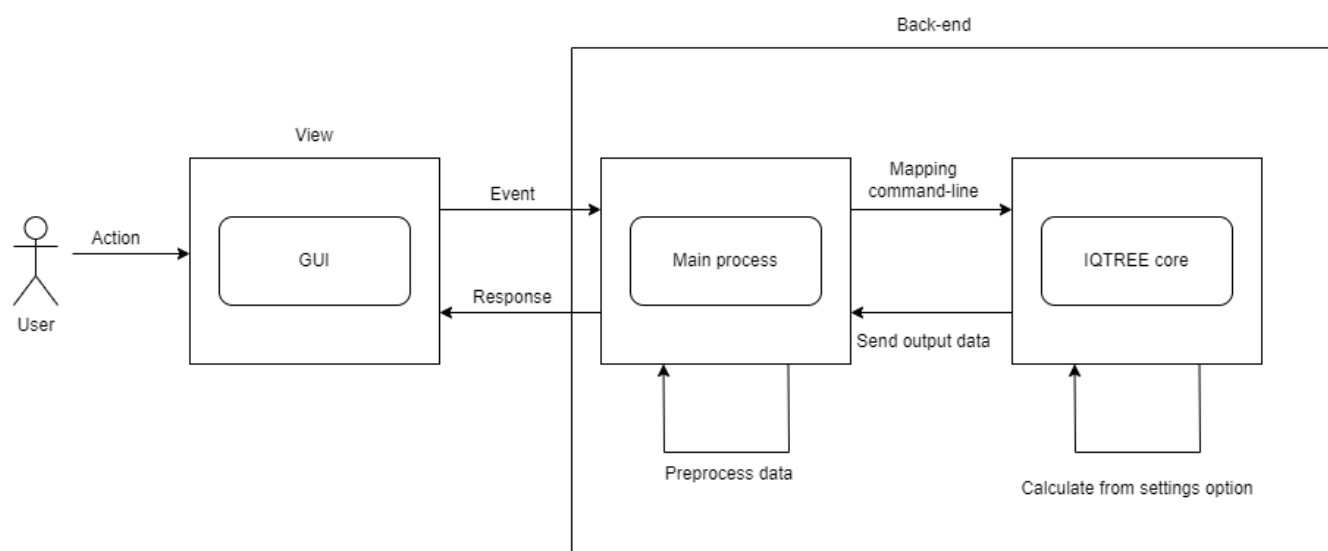 Back-end
View
Event
Mapping
command-line
Action
GUI
Main process
IQTREE core
Response
User
Send output data
Preprocess data
Calculate from settings option